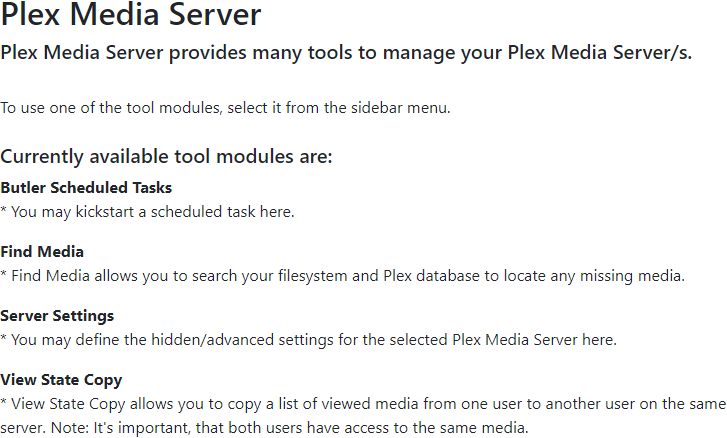 Plex Media Server
Plex Media Server provides many tools to manage your Plex Media Server/s.
To use one of the tool modules, select it from the sidebar menu.
Currently available tool modules are:
Butler Scheduled Tasks
* You may kickstart a scheduled task here.
Find Media
* Find Media allows you to search your filesystem and Plex database to locate any missing media.
Server Settings
* You may define the hidden/advanced settings for the selected Plex Media Server here.
View State Copy
* View State Copy allows you to copy a list of viewed media from one user to another user on the same
server. Note: It's important, that both users have access to the same media.